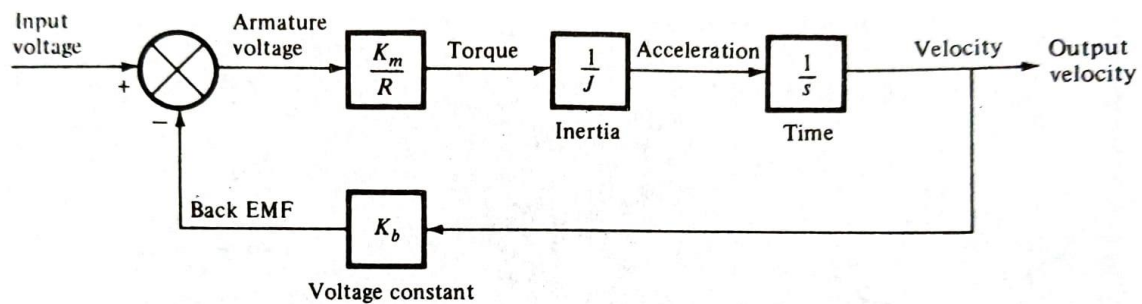 Input
voltage
+
−
Armature
voltage
K_m
R
Torque
1
J
Inertia
Acceleration
1
s
Time
Velocity
Output
velocity
Back EMF
K_b
Voltage constant